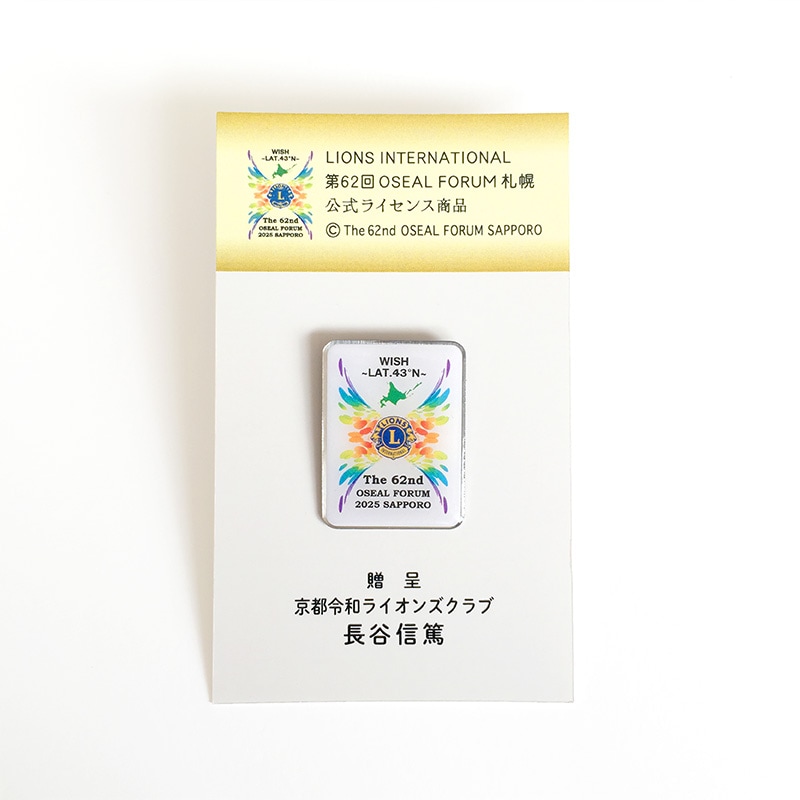 WISH
~LAT.43°N~
L
The 62nd
OSEAL FORUM
2025 SAPPORO
LIONS INTERNATIONAL
第62回 OSEAL FORUM 札幌
公式ライセンス商品
© The 62nd OSEAL FORUM SAPPORO
WISH
~LAT.43°N~
LIONS
L
INTERNATIONAL
The 62nd
OSEAL FORUM
2025 SAPPORO
贈 呈
京都令和ライオンズクラブ
長谷信篤